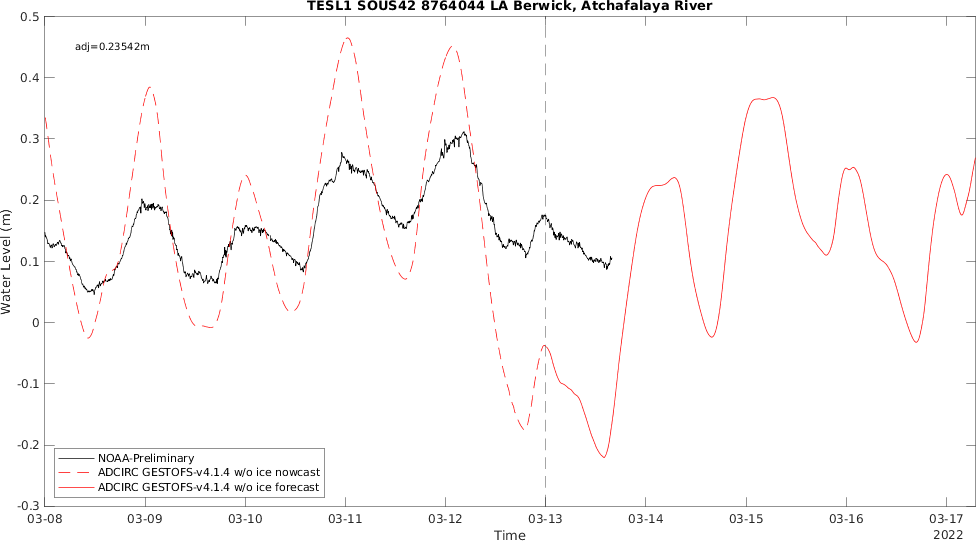 TESL1 SOUS42 8764044 LA Berwick, Atchafalaya River
adj=0.23542m
0.5
0.4
0.3
0.2
0.1
0
-0.1
-0.2
-0.3
Water Level (m)
NOAA-Preliminary
ADCIRC GESTOFS-v4.1.4 w/o ice nowcast
ADCIRC GESTOFS-v4.1.4 w/o ice forecast
03-08 03-09 03-10 03-11 03-12 03-13 03-14 03-15 03-16 03-17
Time
2022